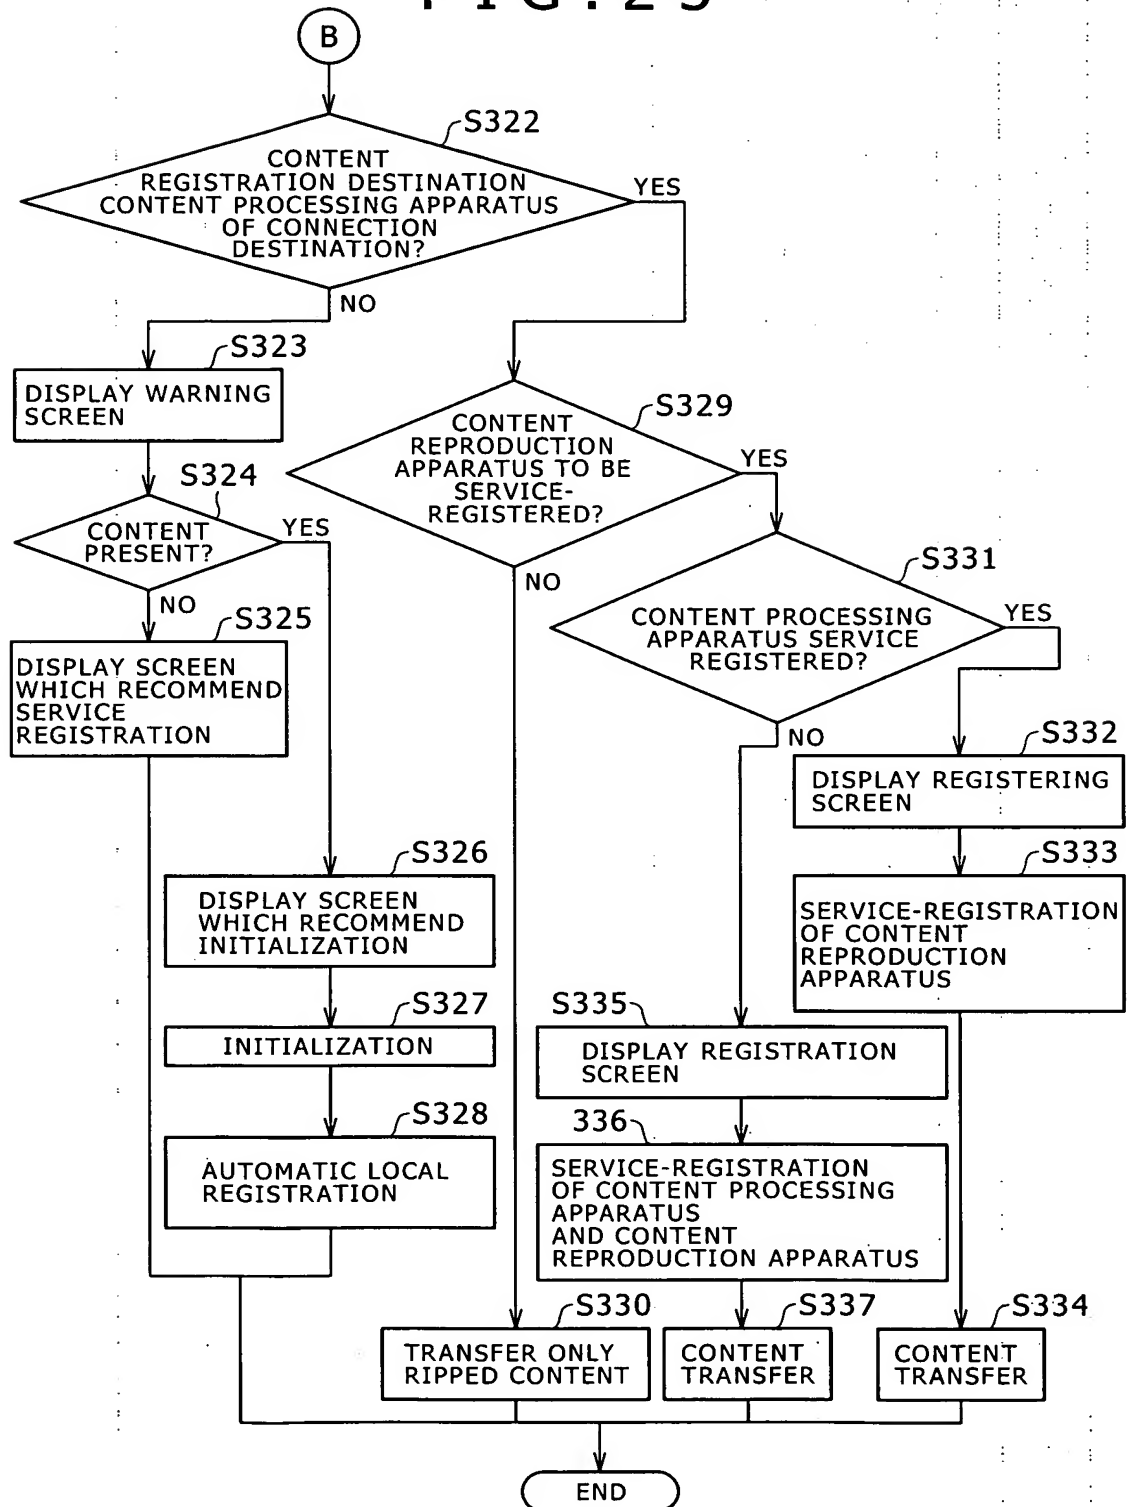 FIG.25
B
S322
CONTENT
REGISTRATION DESTINATION
CONTENT PROCESSING APPARATUS
OF CONNECTION
DESTINATION?
YES
NO
S323
DISPLAY WARNING
SCREEN
S324
CONTENT
PRESENT?
YES
NO
S325
DISPLAY SCREEN
WHICH RECOMMEND
SERVICE
REGISTRATION
S326
DISPLAY SCREEN
WHICH RECOMMEND
INITIALIZATION
S327
INITIALIZATION
S328
AUTOMATIC LOCAL
REGISTRATION
S329
CONTENT
REPRODUCTION
APPARATUS TO BE
SERVICE-
REGISTERED?
YES
NO
S330
TRANSFER ONLY
RIPPED CONTENT
S331
CONTENT PROCESSING
APPARATUS SERVICE
REGISTERED?
YES
NO
S332
DISPLAY REGISTERING
SCREEN
S333
SERVICE-REGISTRATION
OF CONTENT
REPRODUCTION
APPARATUS
S334
CONTENT
TRANSFER
S335
DISPLAY REGISTRATION
SCREEN
336
SERVICE-REGISTRATION
OF CONTENT PROCESSING
APPARATUS
AND CONTENT
REPRODUCTION APPARATUS
S337
CONTENT
TRANSFER
END